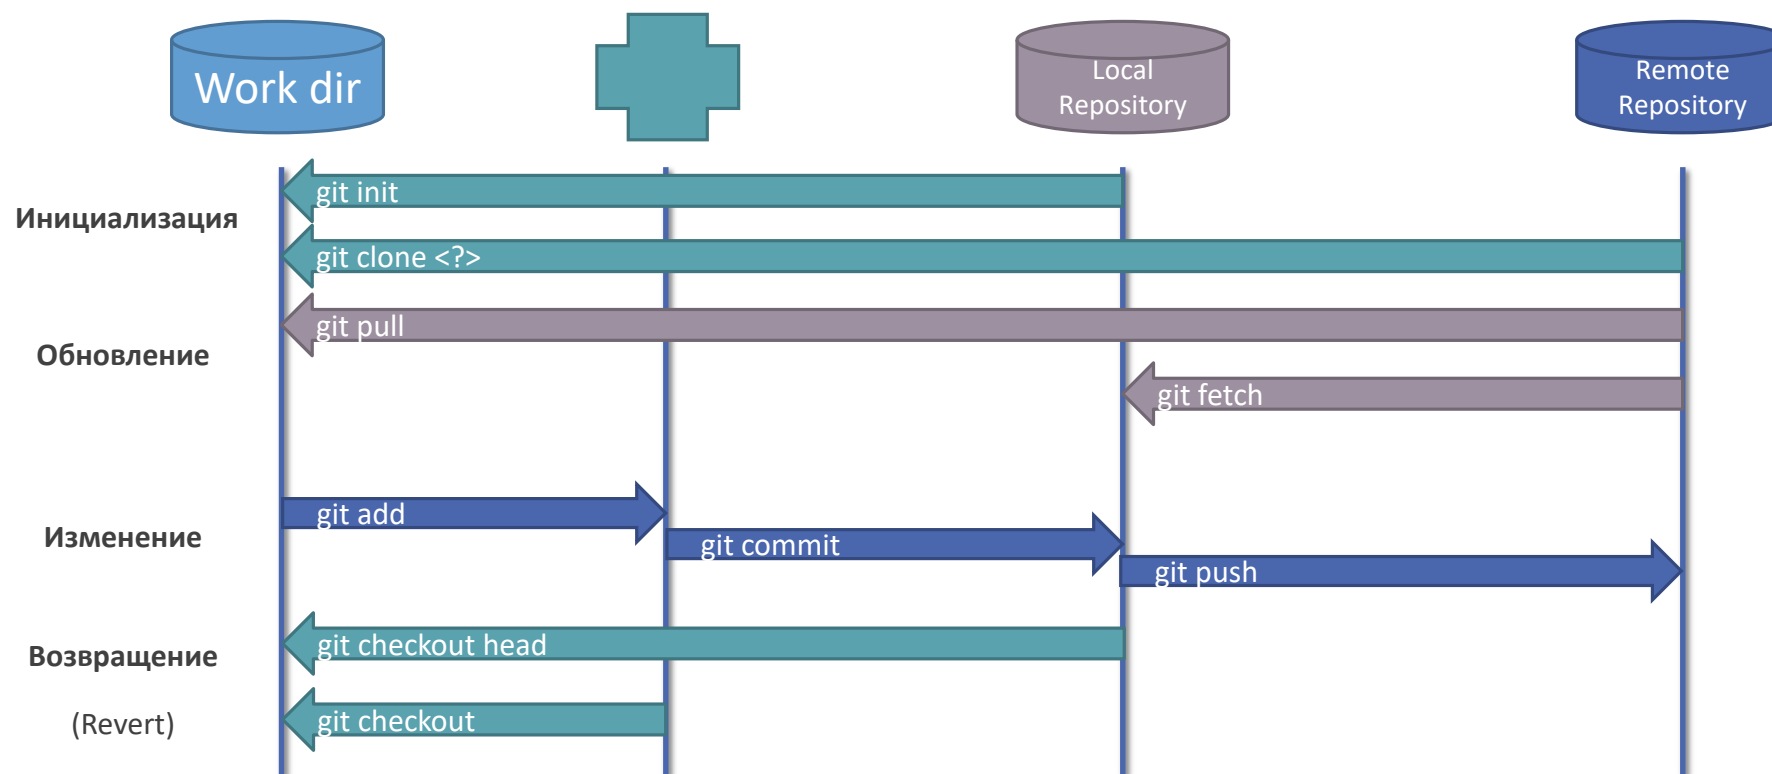 Work dir
Local
Repository
Remote
Repository
Инициализация
git init
git clone <?>
Обновление
git pull
git fetch
Изменение
git add
git commit
git push
Возвращение
(Revert)
git checkout head
git checkout